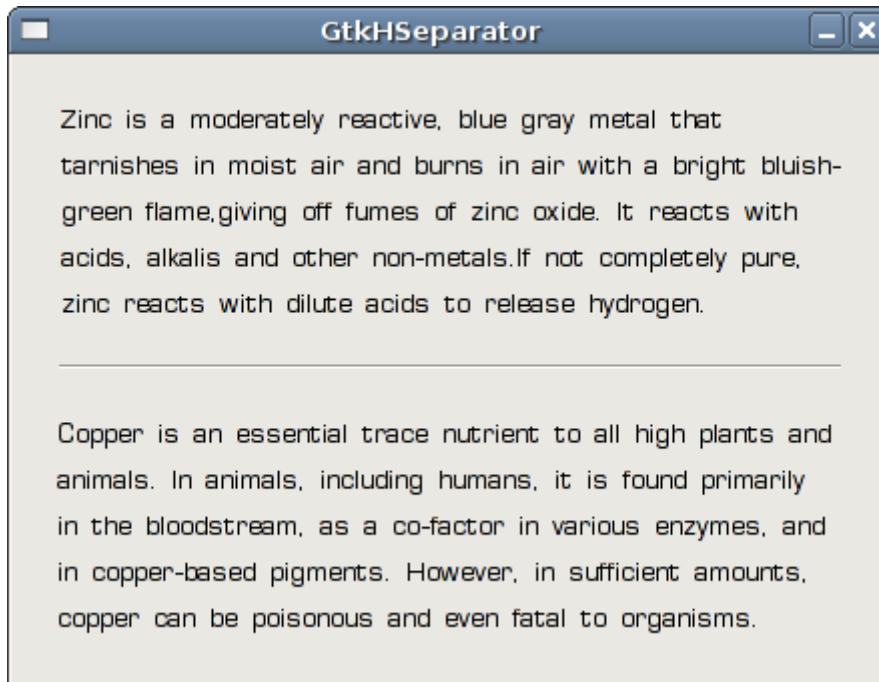 GtkHSeparator
Zinc is a moderately reactive, blue gray metal that
tarnishes in moist air and burns in air with a bright bluish-
green flame,giving off fumes of zinc oxide. It reacts with
acids, alkalis and other non-metals.If not completely pure,
zinc reacts with dilute acids to release hydrogen.
Copper is an essential trace nutrient to all high plants and
animals. In animals, including humans, it is found primarily
in the bloodstream, as a co-factor in various enzymes, and
in copper-based pigments. However, in sufficient amounts,
copper can be poisonous and even fatal to organisms.